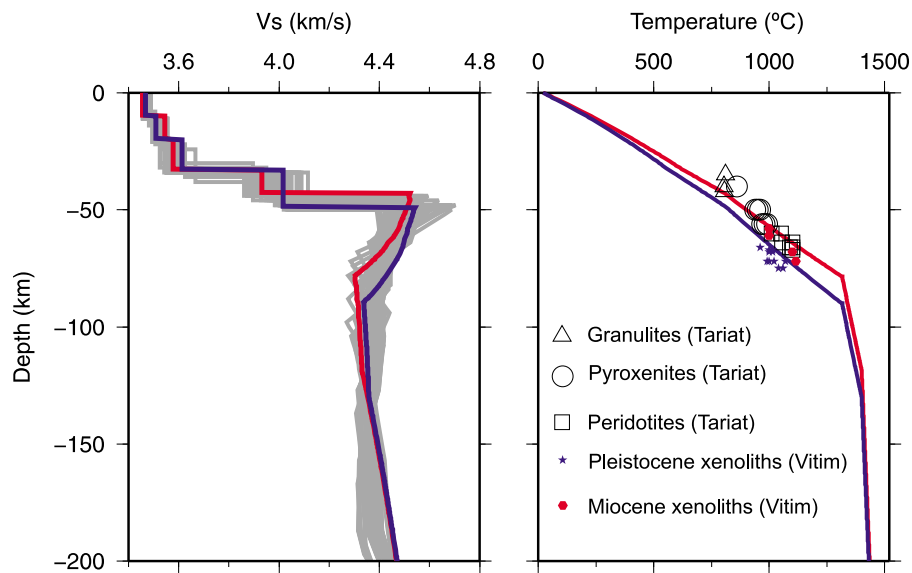 Vs (km/s)
Temperature (ºC)
3.6 4.0 4.4 4.8
0 500 1000 1500
0
−50
−100
−150
−200
Depth (km)
Granulites (Tariat)
Pyroxenites (Tariat)
Peridotites (Tariat)
Pleistocene xenoliths (Vitim)
Miocene xenoliths (Vitim)